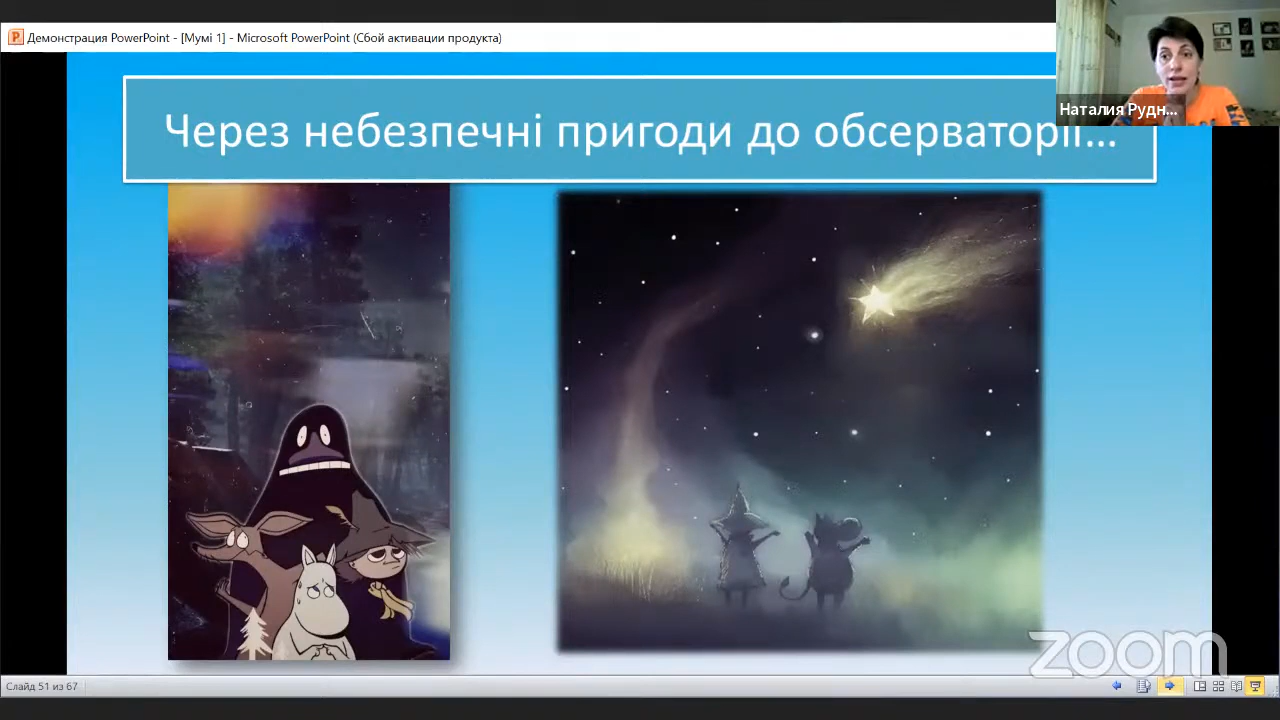 Демонстрация PowerPoint - [Мумі 1] - Microsoft PowerPoint (Сбой активации продукта)
Наталия Рудн...
Через небезпечні пригоди до обсерваторії...
zoom
Слайд 51 из 67